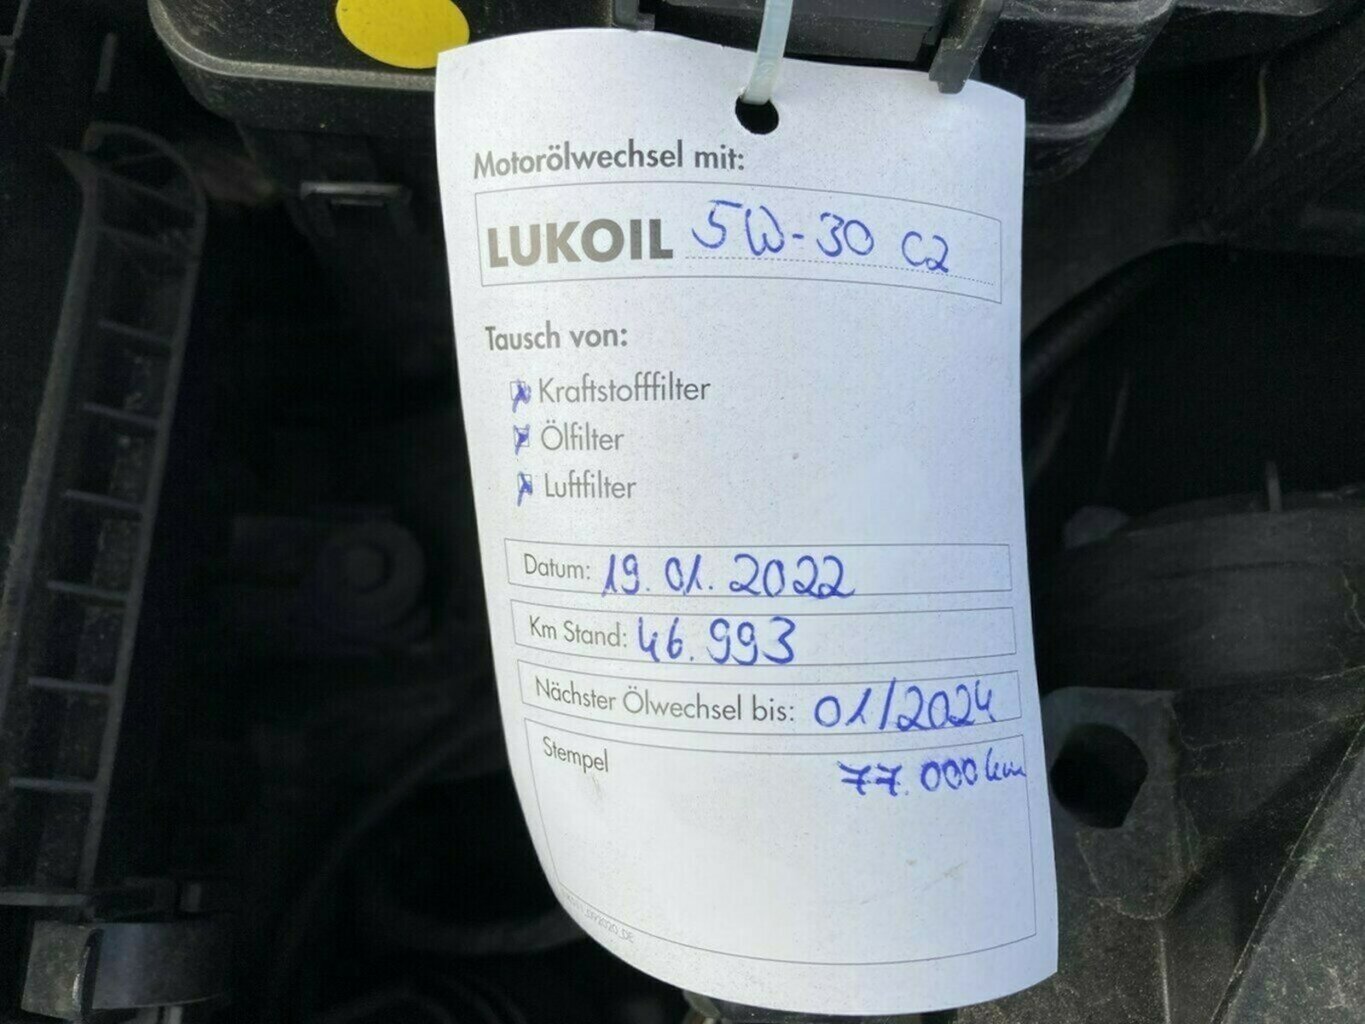 Motorölwechsel mit:
LUKOIL 5W-30 C2
Tausch von:
Kraftstofffilter
Ölfilter
Luftfilter
Datum: 19.01.2022
Km Stand: 46.993
Nächster Ölwechsel bis: 01/2024
Stempel 77.000 km